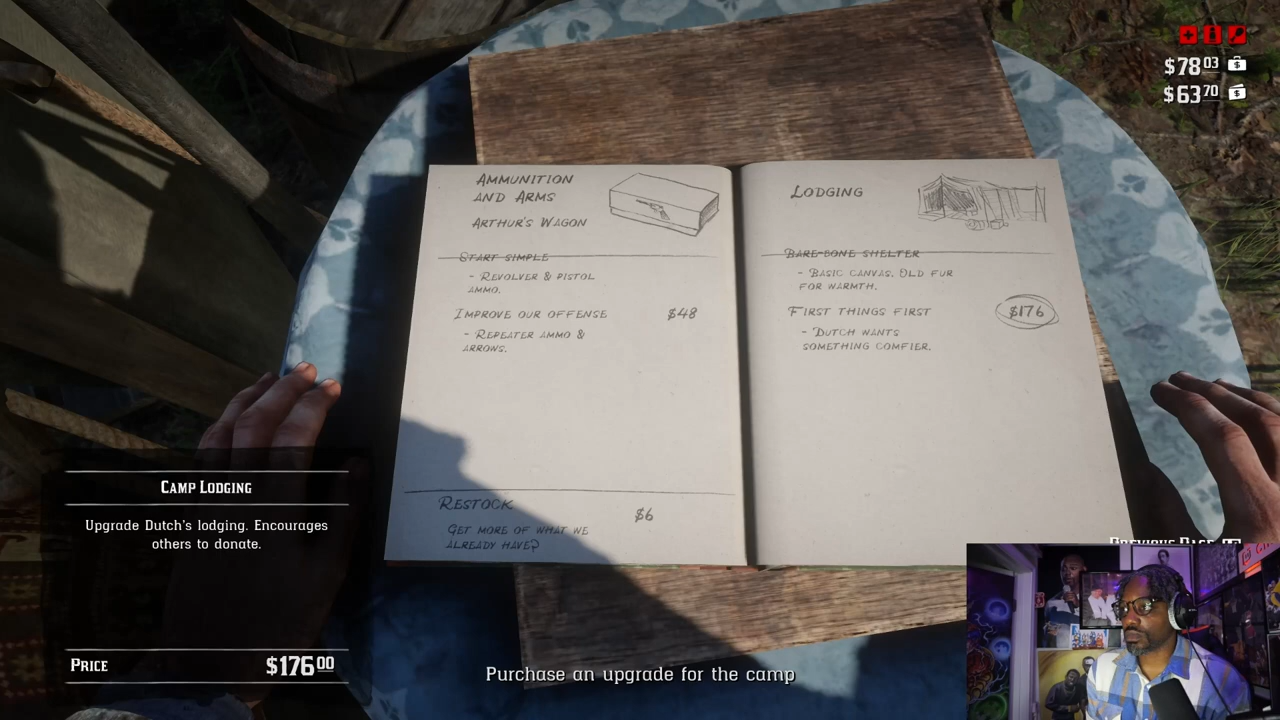 $78 03
$63 70
AMMUNITION
AND ARMS
ARTHUR'S WAGON
START SIMPLE
- REVOLVER & PISTOL
AMMO.
IMPROVE OUR OFFENSE $48
- REPEATER AMMO &
ARROWS.
RESTOCK $6
GET MORE OF WHAT WE
ALREADY HAVE?
LODGING
BARE-BONE SHELTER
- BASIC CANVAS. OLD FUR
FOR WARMTH.
FIRST THINGS FIRST $176
- DUTCH WANTS
SOMETHING COMFIER.
CAMP LODGING
Upgrade Dutch's lodging. Encourages
others to donate.
PRICE $176 00
Purchase an upgrade for the camp